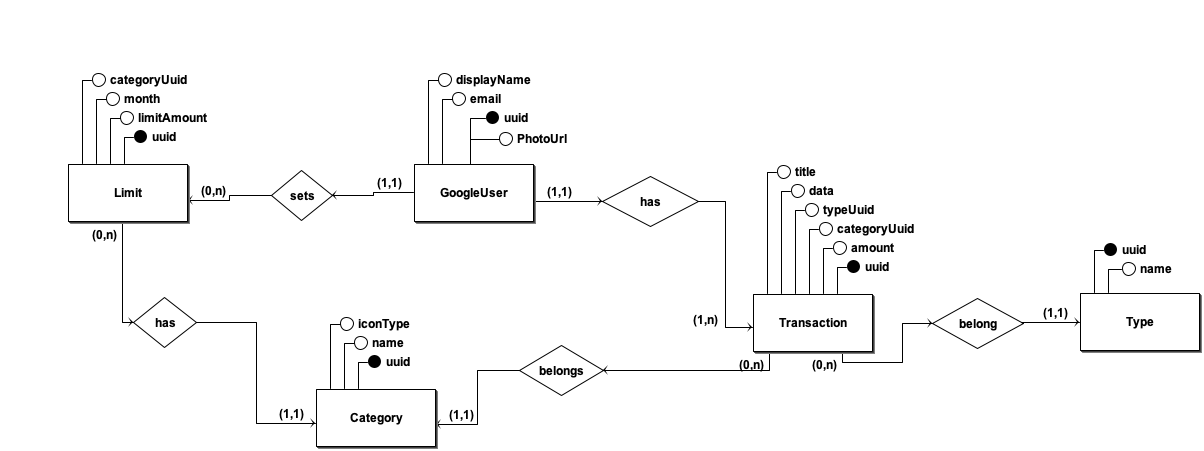 categoryUuid
month
limitAmount
uuid
Limit
(0,n)
sets
(1,1)
displayName
email
uuid
PhotoUrl
GoogleUser
(1,1)
has
title
data
typeUuid
categoryUuid
amount
uuid
(1,n)
Transaction
(0,n)
(0,n)
belong
(1,1)
uuid
name
Type
(0,n)
has
(1,1)
iconType
name
uuid
Category
(1,1)
belongs